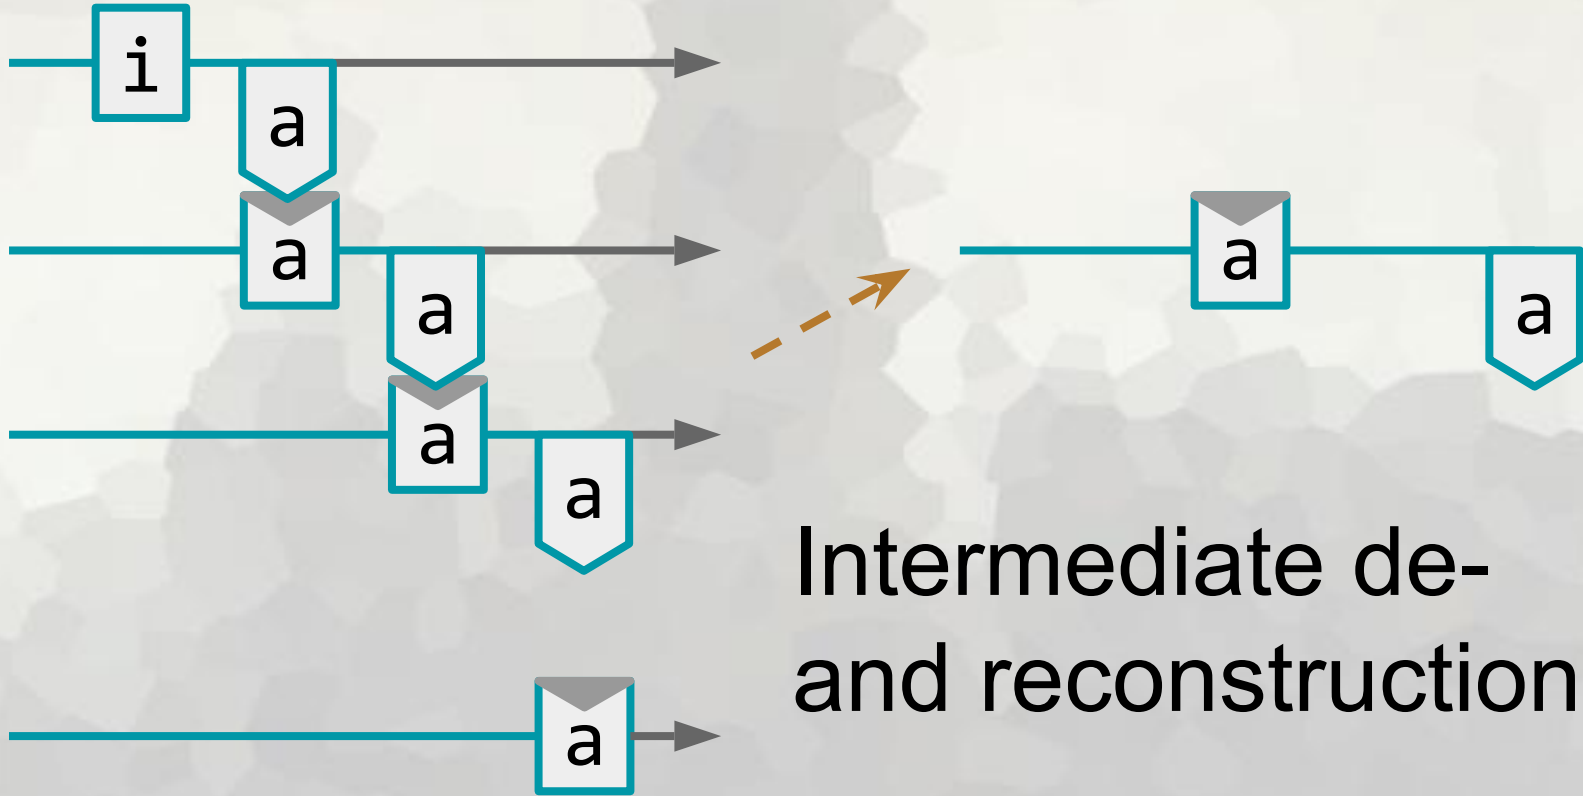 i
a
a
a
a
a
a
a
a
Intermediate de-
and reconstruction